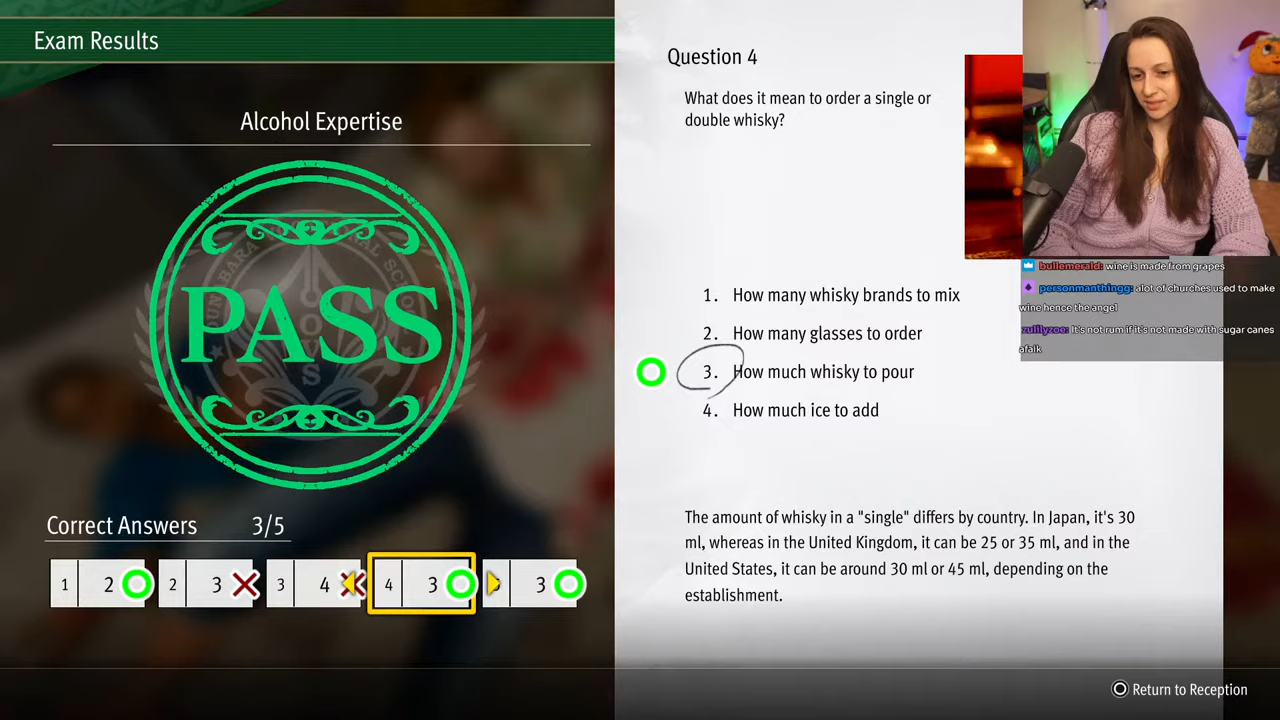 Exam Results
Alcohol Expertise
PASS
Correct Answers 3/5
1 2
2 3
3 4
4 3
3
Question 4
What does it mean to order a single or
double whisky?
1. How many whisky brands to mix
2. How many glasses to order
3. How much whisky to pour
4. How much ice to add
The amount of whisky in a "single" differs by country. In Japan, it's 30
ml, whereas in the United Kingdom, it can be 25 or 35 ml, and in the
United States, it can be around 30 ml or 45 ml, depending on the
establishment.
bullemerald: wine is made from grapes
personmanthingg: alot of churches used to make
wine hence the angel
zulilyzoe: It's not rum if it's not made with sugar canes
afaik
Return to Reception